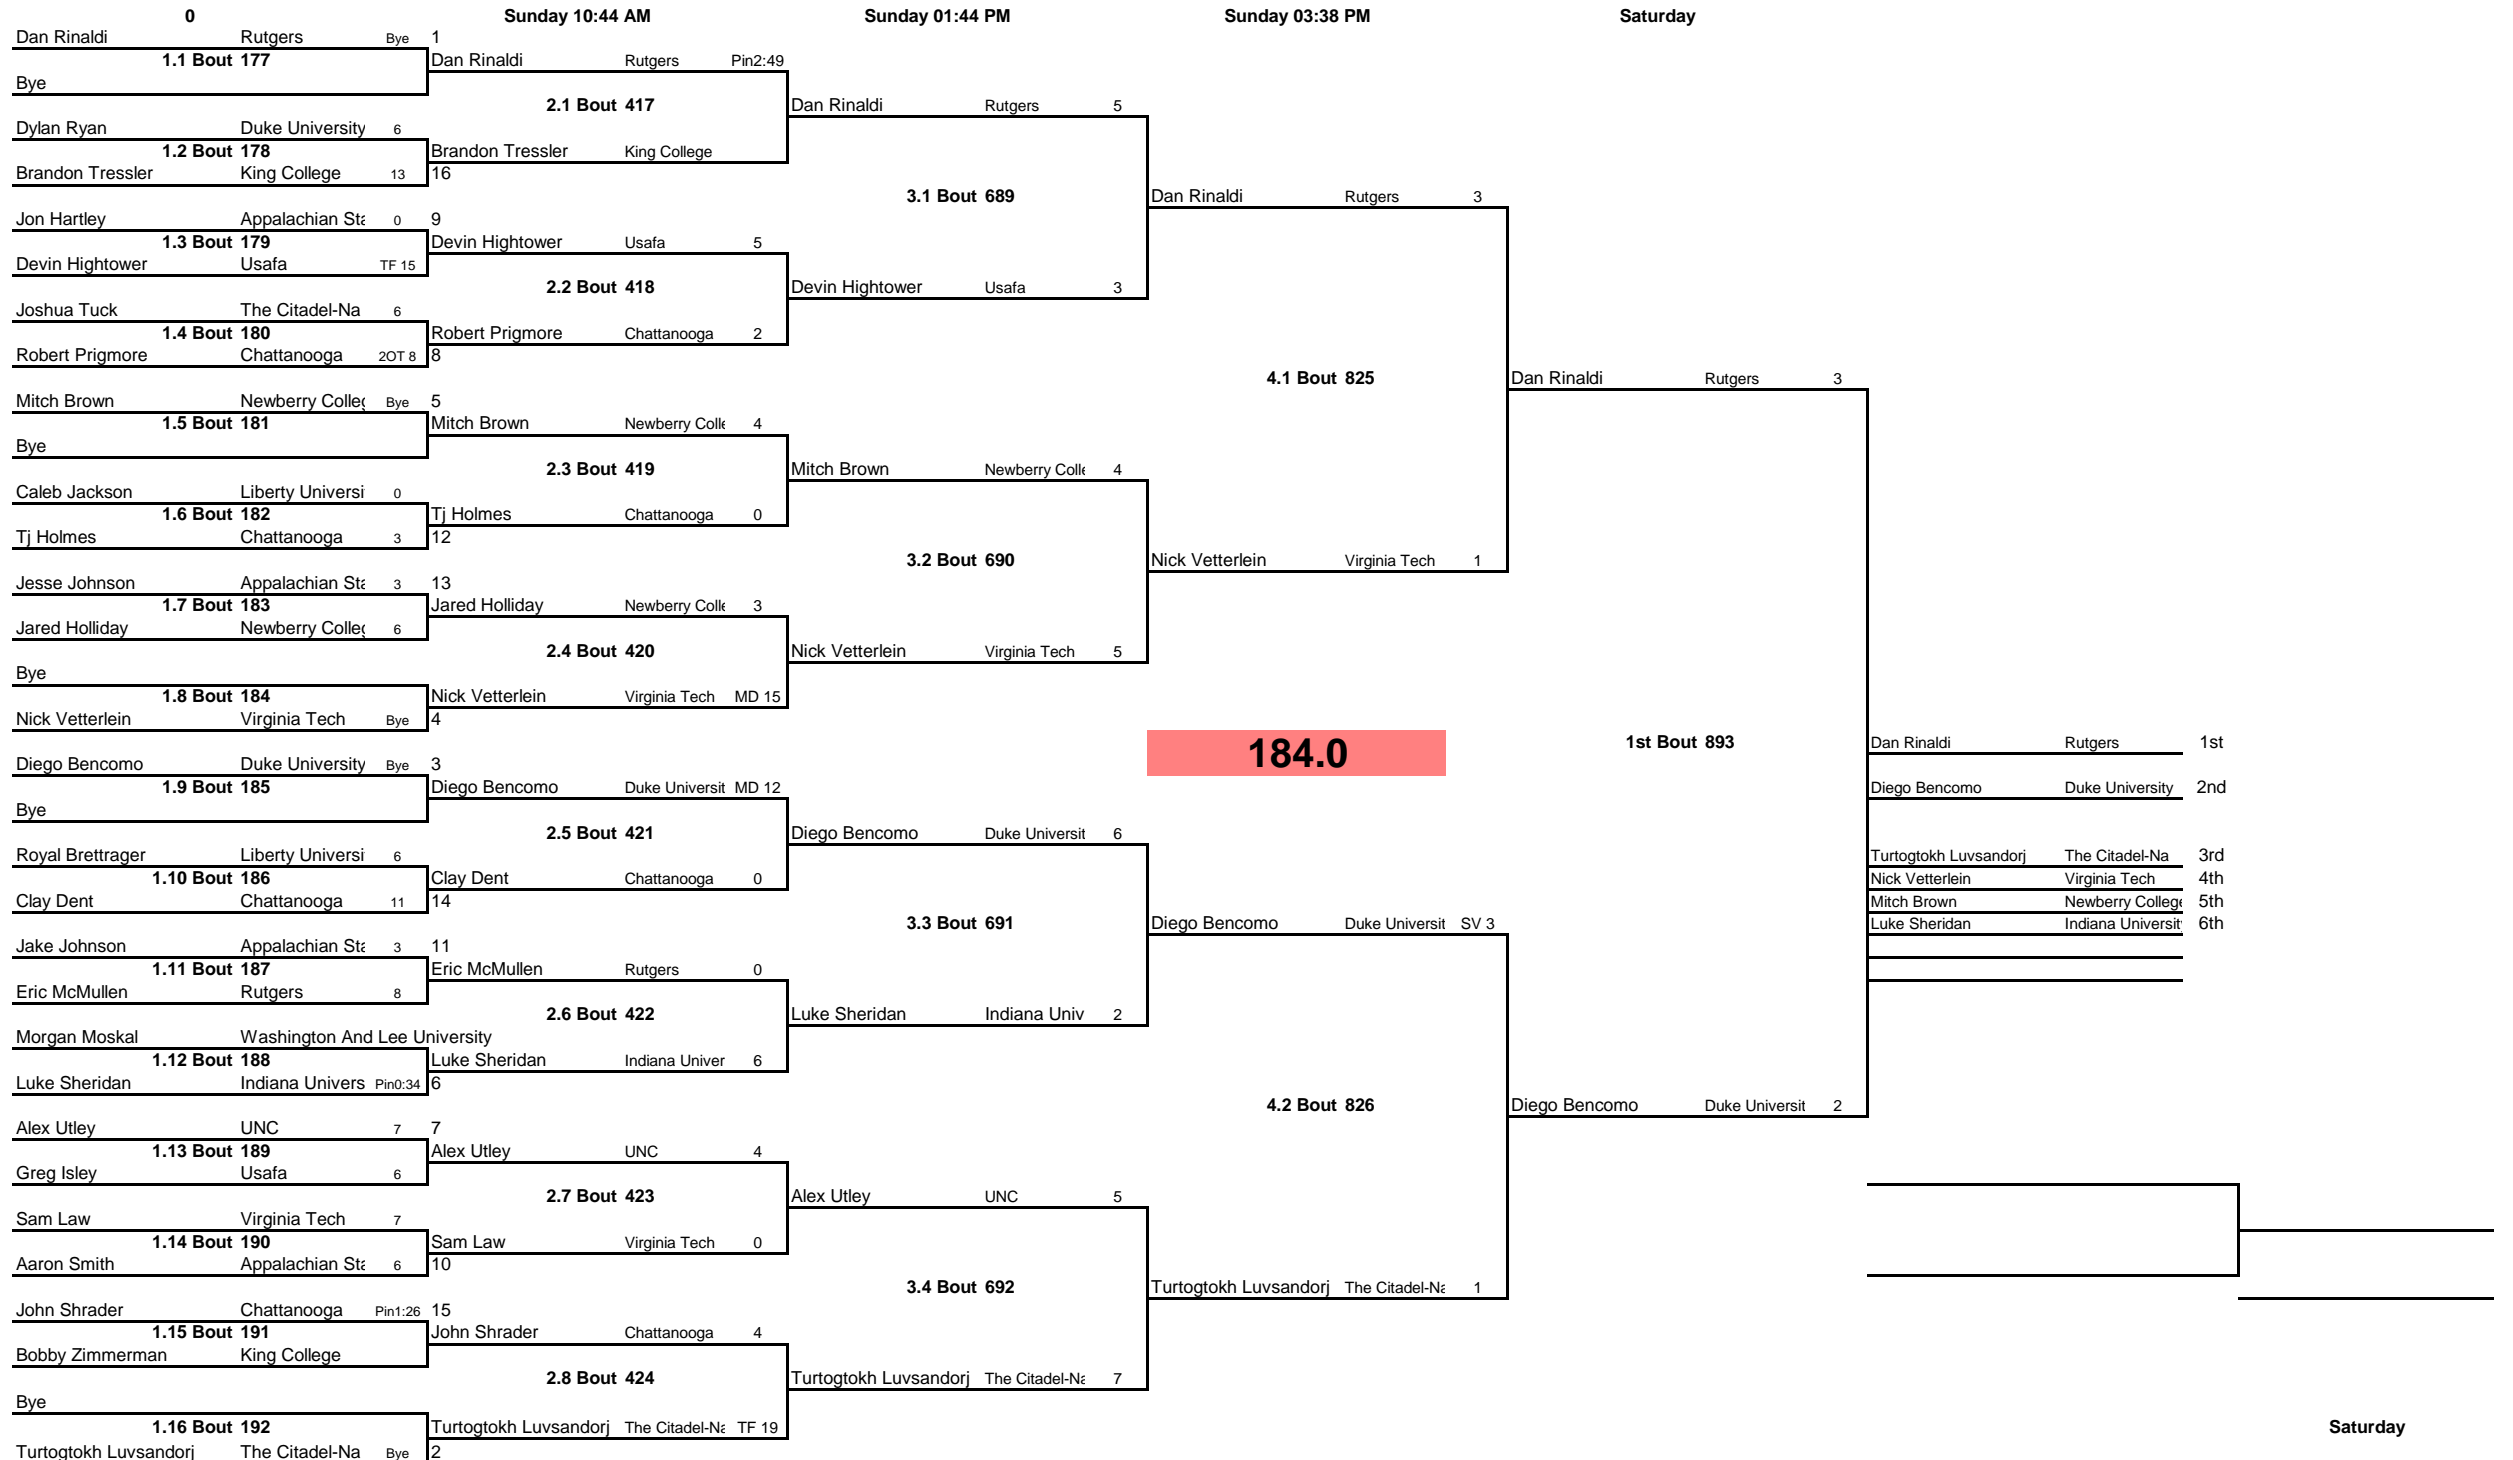 0 Sunday 10:44 AM Sunday 01:44 PM Sunday 03:38 PM Saturday
Dan Rinaldi Rutgers Bye 1
1.1 Bout 177 Dan Rinaldi Rutgers Pin2:49
Bye
2.1 Bout 417 Dan Rinaldi Rutgers 5
Dylan Ryan Duke University 6
1.2 Bout 178 Brandon Tressler King College
Brandon Tressler King College 13 16
3.1 Bout 689 Dan Rinaldi Rutgers 3
Jon Hartley Appalachian Sta 0 9
1.3 Bout 179 Devin Hightower Usafa 5
Devin Hightower Usafa TF 15
2.2 Bout 418 Devin Hightower Usafa 3
Joshua Tuck The Citadel-Na 6
1.4 Bout 180 Robert Prigmore Chattanooga 2
Robert Prigmore Chattanooga 2OT 8 8
4.1 Bout 825 Dan Rinaldi Rutgers 3
Mitch Brown Newberry Colleg Bye 5
1.5 Bout 181 Mitch Brown Newberry Colle 4
Bye
2.3 Bout 419 Mitch Brown Newberry Colle 4
Caleb Jackson Liberty Universi 0
1.6 Bout 182 Tj Holmes Chattanooga 0
Tj Holmes Chattanooga 3 12
3.2 Bout 690 Nick Vetterlein Virginia Tech 1
Jesse Johnson Appalachian Sta 3 13
1.7 Bout 183 Jared Holliday Newberry Colle 3
Jared Holliday Newberry Colleg 6
2.4 Bout 420 Nick Vetterlein Virginia Tech 5
Bye
1.8 Bout 184 Nick Vetterlein Virginia Tech MD 15
Nick Vetterlein Virginia Tech Bye 4
184.0 1st Bout 893 Dan Rinaldi Rutgers 1st
Diego Bencomo Duke University Bye 3
1.9 Bout 185 Diego Bencomo Duke Universit MD 12 Diego Bencomo Duke University 2nd
Bye
2.5 Bout 421 Diego Bencomo Duke Universit 6
Royal Brettrager Liberty Universi 6 Turtogtokh Luvsandorj The Citadel-Na 3rd
1.10 Bout 186 Clay Dent Chattanooga 0 Nick Vetterlein Virginia Tech 4th
Clay Dent Chattanooga 11 14 Mitch Brown Newberry College 5th
3.3 Bout 691 Diego Bencomo Duke Universit SV 3 Luke Sheridan Indiana Universit 6th
Jake Johnson Appalachian Sta 3 11
1.11 Bout 187 Eric McMullen Rutgers 0
Eric McMullen Rutgers 8
2.6 Bout 422 Luke Sheridan Indiana Univ 2
Morgan Moskal Washington And Lee University
1.12 Bout 188 Luke Sheridan Indiana Univer 6
Luke Sheridan Indiana Univers Pin0:34 6
4.2 Bout 826 Diego Bencomo Duke Universit 2
Alex Utley UNC 7 7
1.13 Bout 189 Alex Utley UNC 4
Greg Isley Usafa 6
2.7 Bout 423 Alex Utley UNC 5
Sam Law Virginia Tech 7
1.14 Bout 190 Sam Law Virginia Tech 0
Aaron Smith Appalachian Sta 6 10
3.4 Bout 692 Turtogtokh Luvsandorj The Citadel-Na 1
John Shrader Chattanooga Pin1:26 15
1.15 Bout 191 John Shrader Chattanooga 4
Bobby Zimmerman King College
2.8 Bout 424 Turtogtokh Luvsandorj The Citadel-Na 7
Bye
1.16 Bout 192 Turtogtokh Luvsandorj The Citadel-Na TF 19 Saturday
Turtogtokh Luvsandorj The Citadel-Na Bye 2